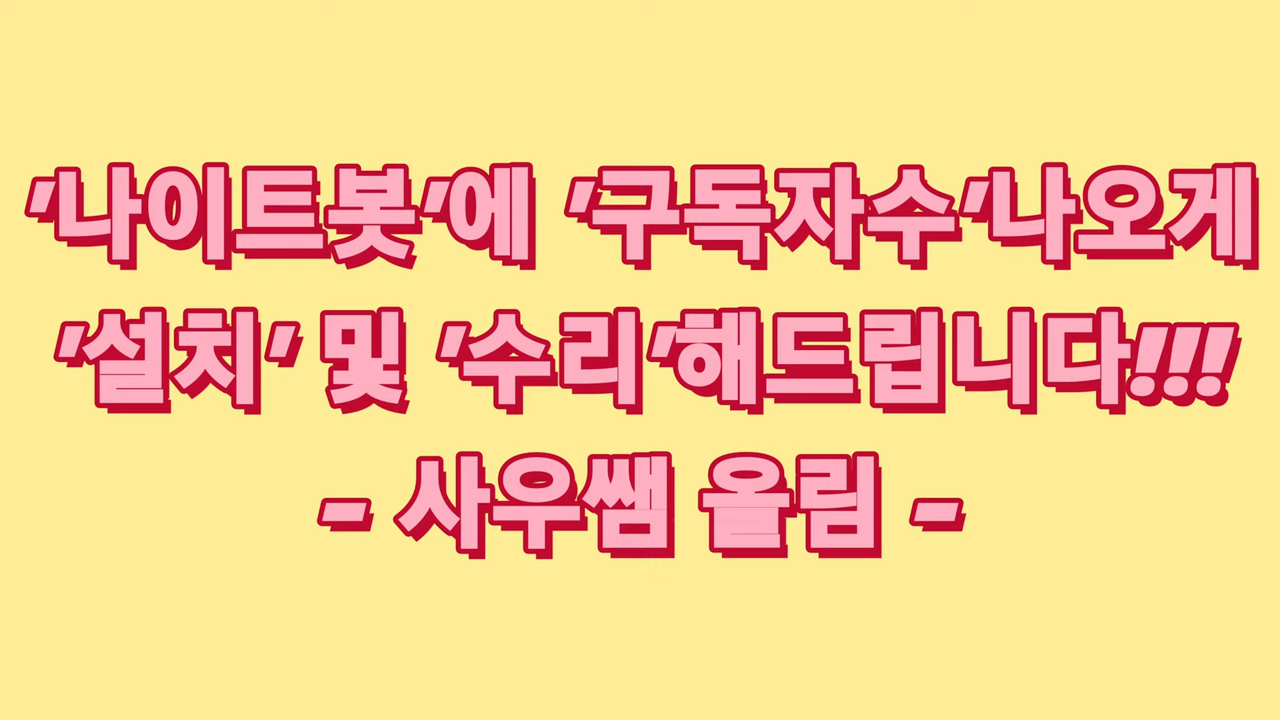 '나이트봇'에 '구독자수'나오게
'설치' 및 '수리'해드립니다!!!
- 사우쌤 올림 -